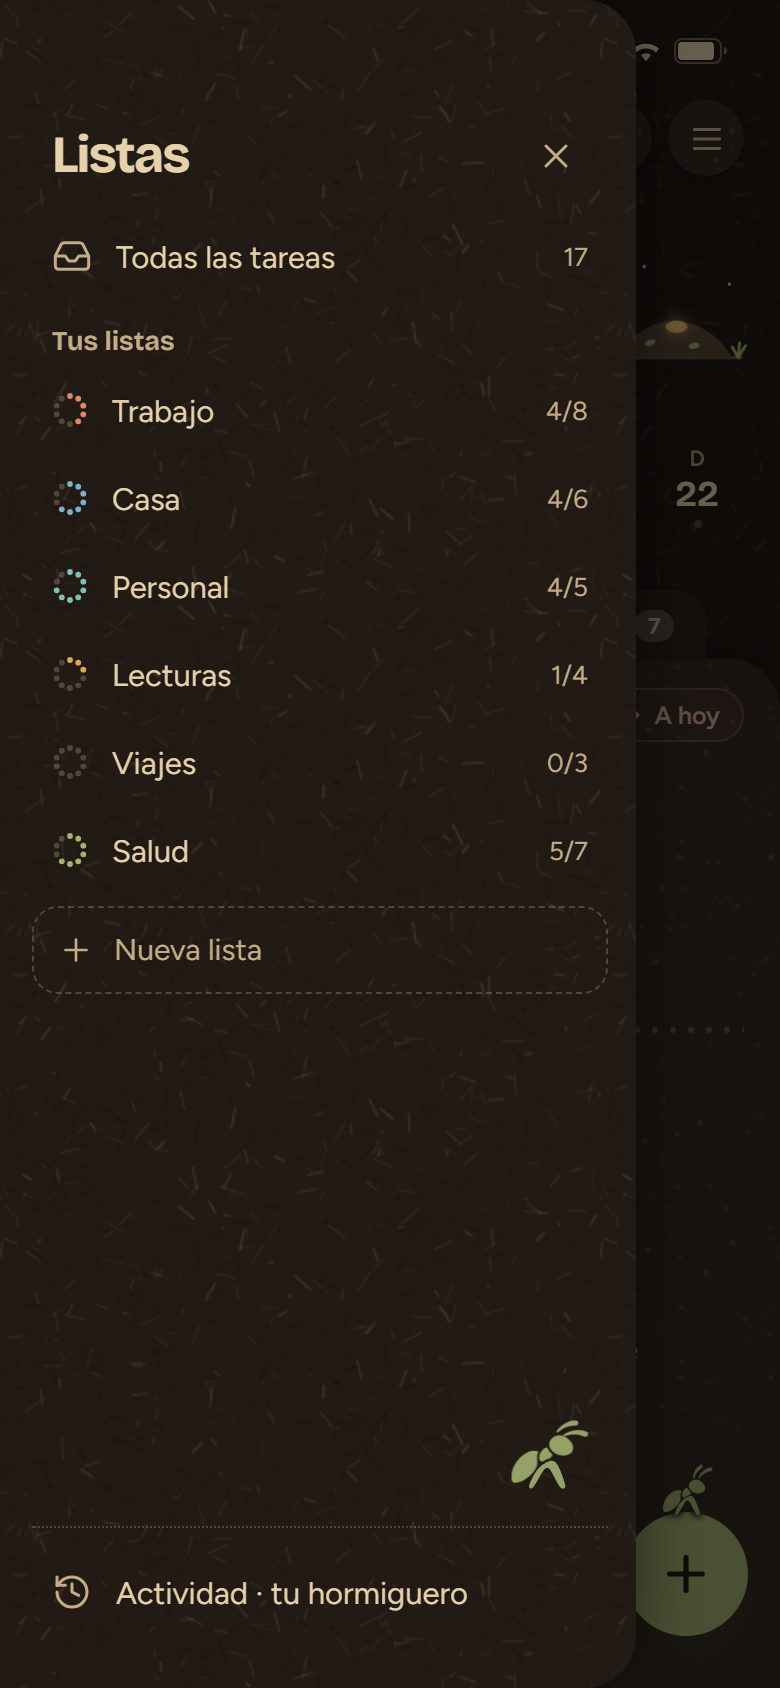 Listas
Todas las tareas 17
Tus listas
Trabajo 4/8
Casa 4/6
Personal 4/5
Lecturas 1/4
Viajes 0/3
Salud 5/7
Nueva lista
Actividad · tu hormiguero
D
22
7
A hoy